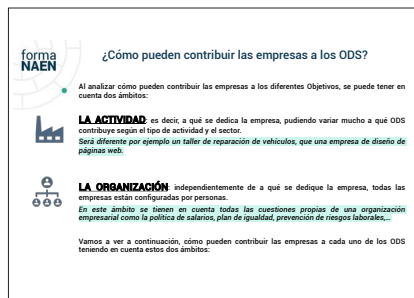 forma
NAEN
¿Cómo pueden contribuir las empresas a los ODS?
Al analizar cómo pueden contribuir las empresas a los diferentes Objetivos, se puede tener en
cuenta dos ámbitos:
LA ACTIVIDAD: es decir, a qué se dedica la empresa, pudiendo variar mucho a qué ODS
contribuye según el tipo de actividad y el sector.
Será diferente por ejemplo un taller de reparación de vehículos, que una empresa de diseño de
páginas web.
LA ORGANIZACIÓN: independientemente de a qué se dedique la empresa, todas las
empresas están configuradas por personas.
En este ámbito se tienen en cuenta todas las cuestiones propias de una organización
empresarial como la política de salarios, plan de igualdad, prevención de riesgos laborales,...
Vamos a ver a continuación, cómo pueden contribuir las empresas a cada uno de los ODS
teniendo en cuenta estos dos ámbitos: